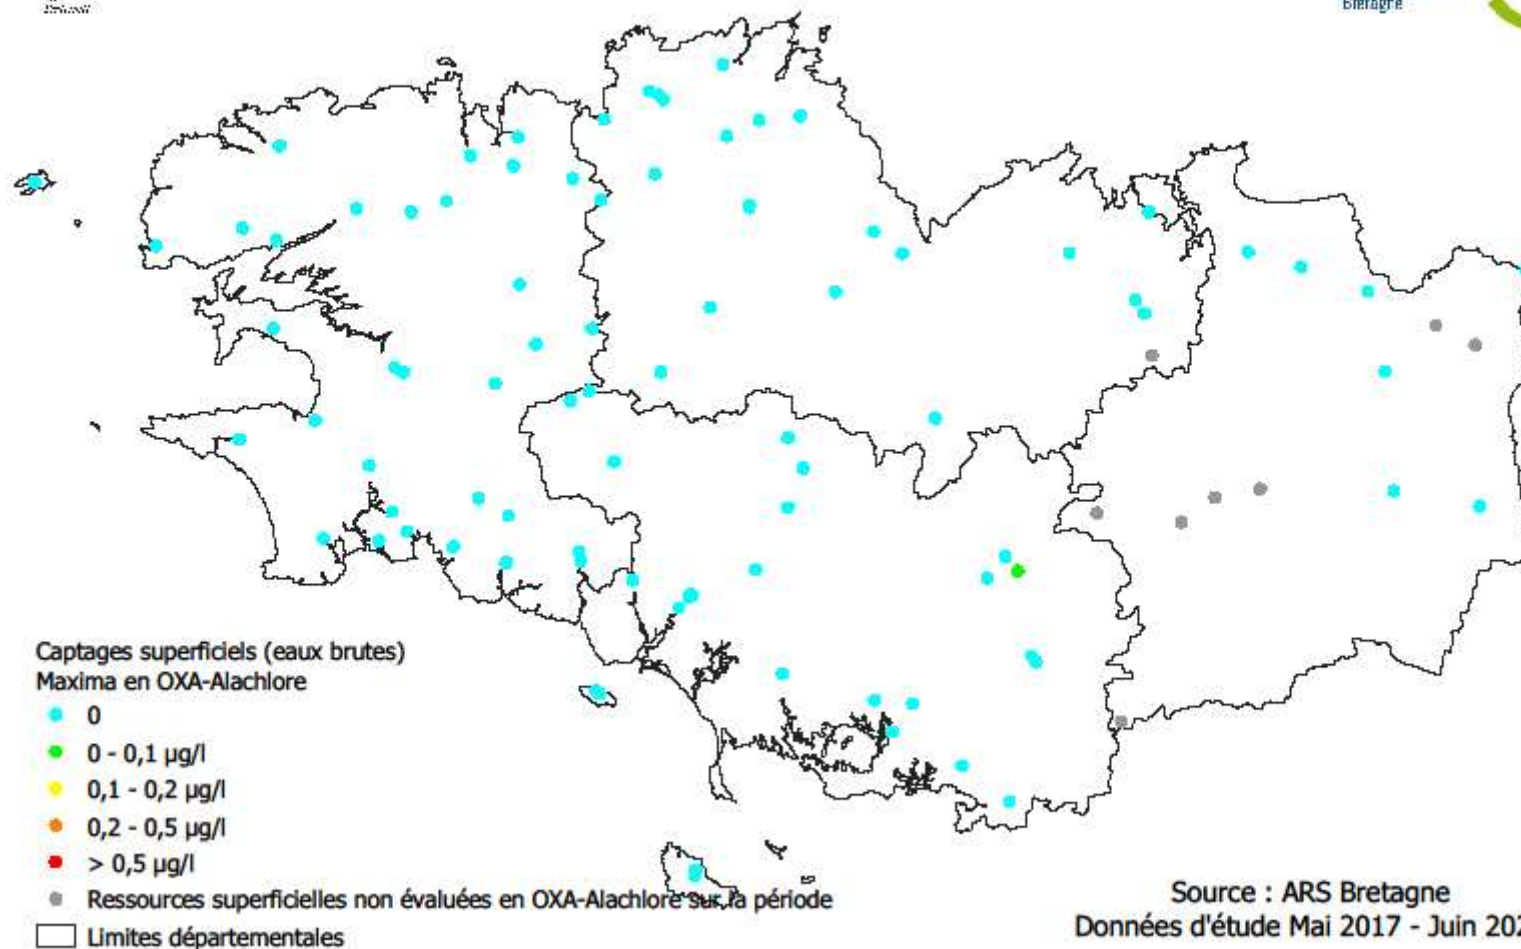 Bretagne
Captages superficiels (eaux brutes)
Maxima en OXA-Alachlore
0
0 - 0,1 µg/l
0,1 - 0,2 µg/l
0,2 - 0,5 µg/l
> 0,5 µg/l
Ressources superficielles non évaluées en OXA-Alachlore sur la période
Limites départementales
Source : ARS Bretagne
Données d'étude Mai 2017 - Juin 202